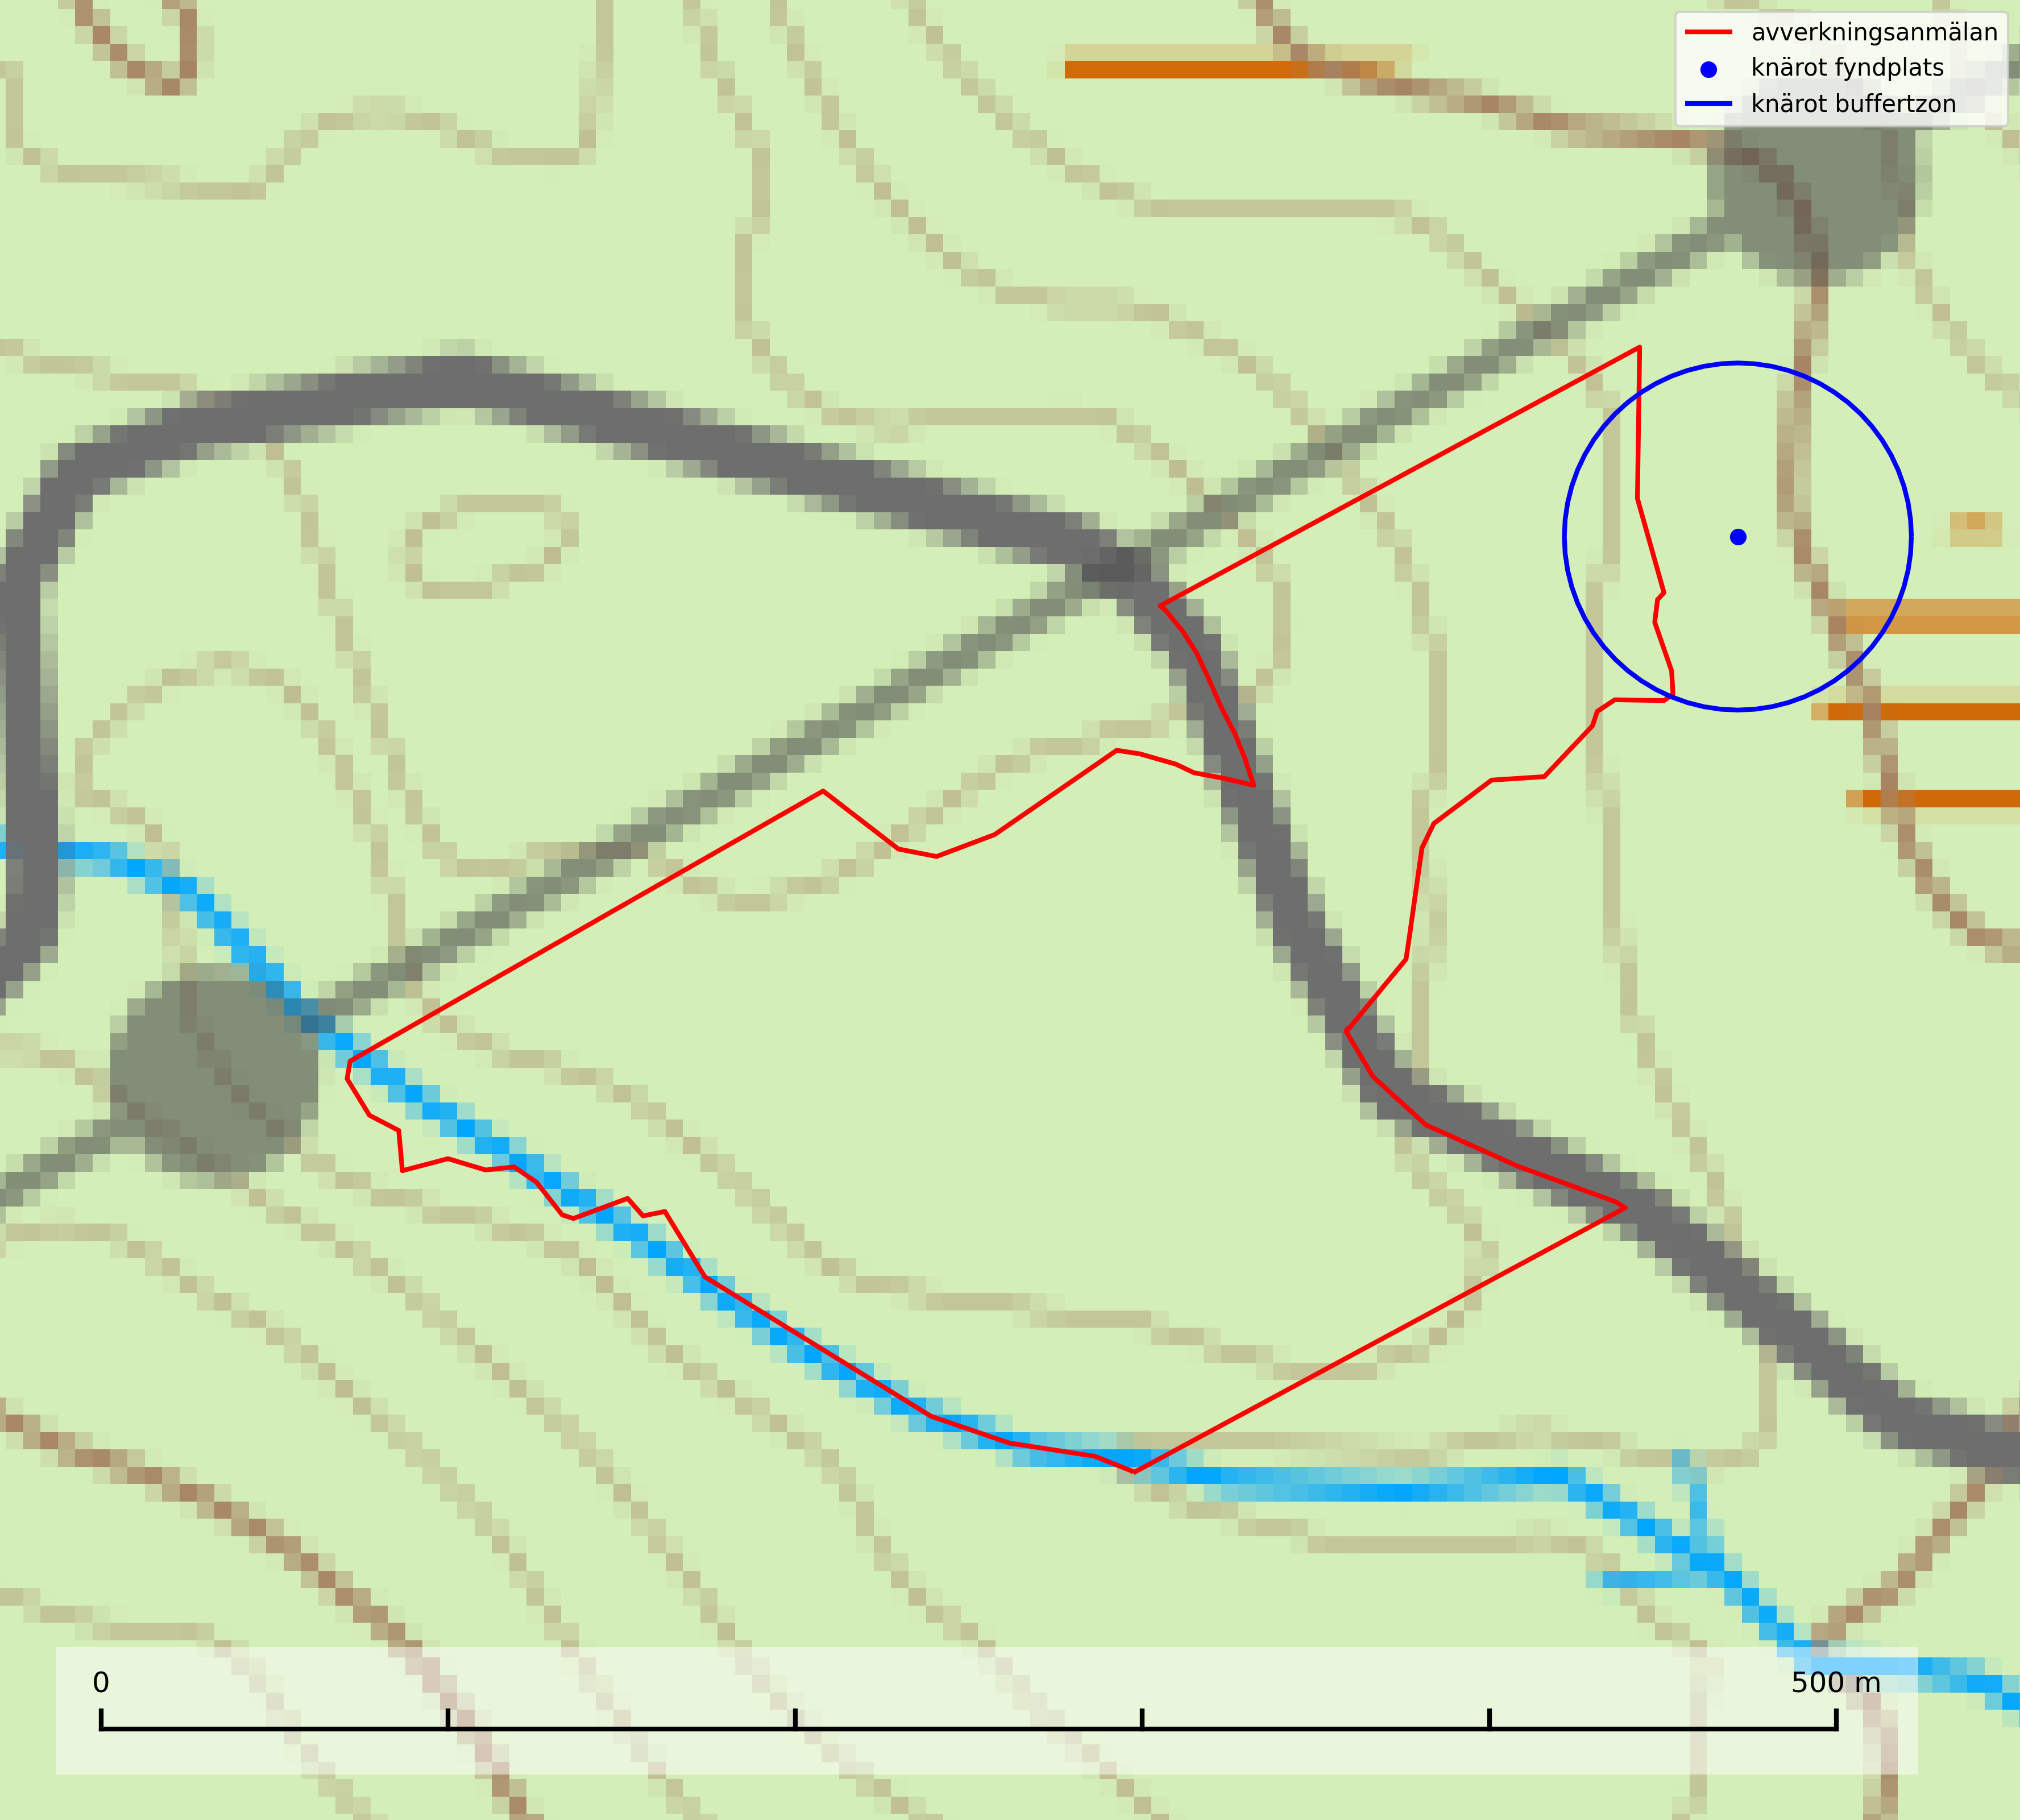 avverkningsanmälan
knärot fyndplats
knärot buffertzon
0
500 m